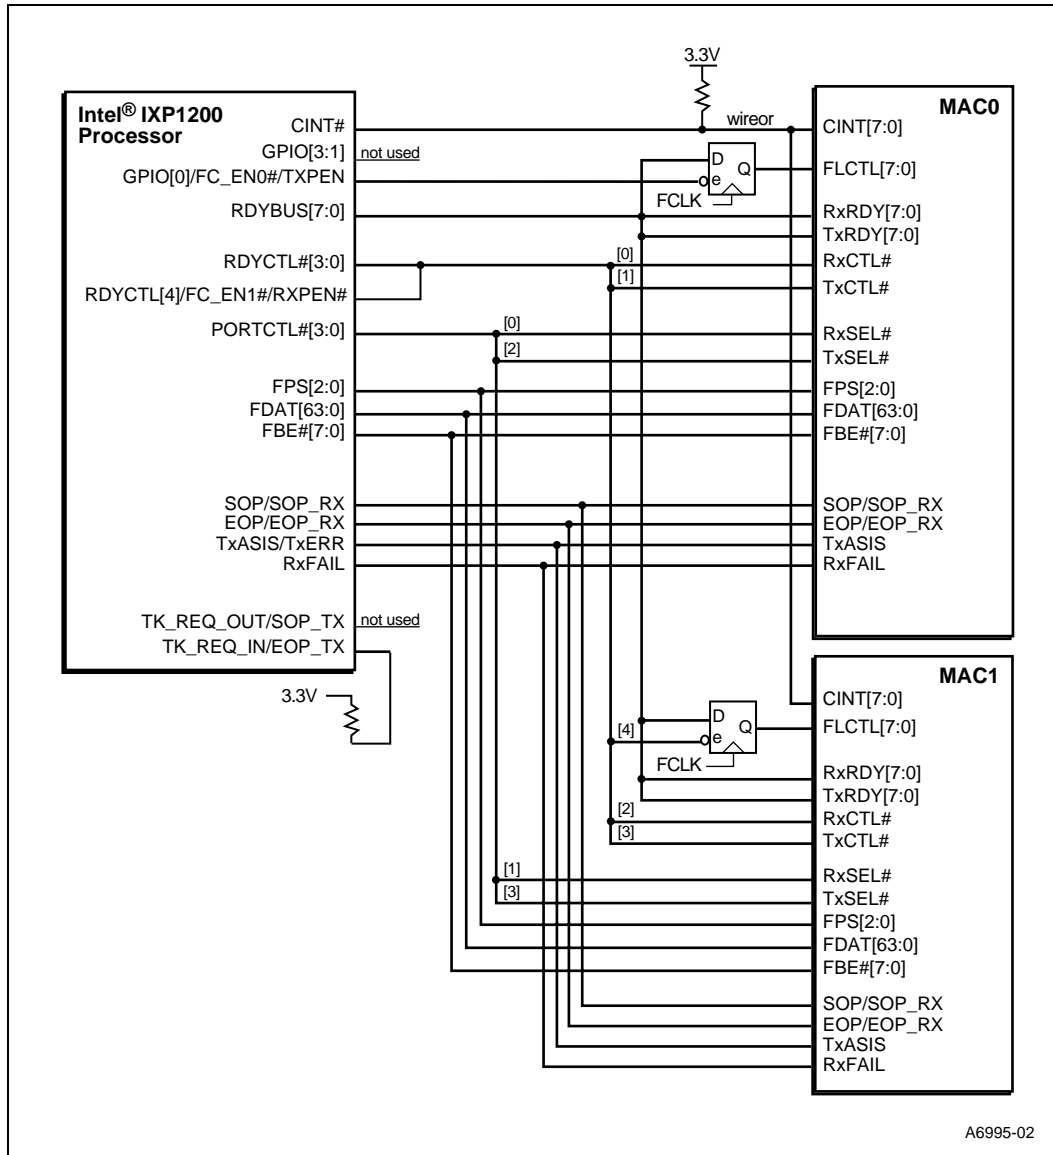 3.3V
Intel® IXP1200
Processor
MAC0
CINT#
wireor
CINT[7:0]
GPIO[3:1]
not used
D
Q
e
FLCTL[7:0]
GPIO[0]/FC_EN0#/TXPEN
FCLK
RDYBUS[7:0]
RxRDY[7:0]
TxRDY[7:0]
RDYCTL#[3:0]
[0]
RxCTL#
[1]
TxCTL#
RDYCTL[4]/FC_EN1#/RXPEN#
PORTCTL#[3:0]
[0]
RxSEL#
[2]
TxSEL#
FPS[2:0]
FPS[2:0]
FDAT[63:0]
FDAT[63:0]
FBE#[7:0]
FBE#[7:0]
SOP/SOP_RX
SOP/SOP_RX
EOP/EOP_RX
EOP/EOP_RX
TxASIS/TxERR
TxASIS
RxFAIL
RxFAIL
TK_REQ_OUT/SOP_TX
not used
TK_REQ_IN/EOP_TX
3.3V
MAC1
CINT[7:0]
D
Q
e
FLCTL[7:0]
[4]
FCLK
RxRDY[7:0]
TxRDY[7:0]
[2]
RxCTL#
[3]
TxCTL#
[1]
RxSEL#
[3]
TxSEL#
FPS[2:0]
FDAT[63:0]
FBE#[7:0]
SOP/SOP_RX
EOP/EOP_RX
TxASIS
RxFAIL
A6995-02